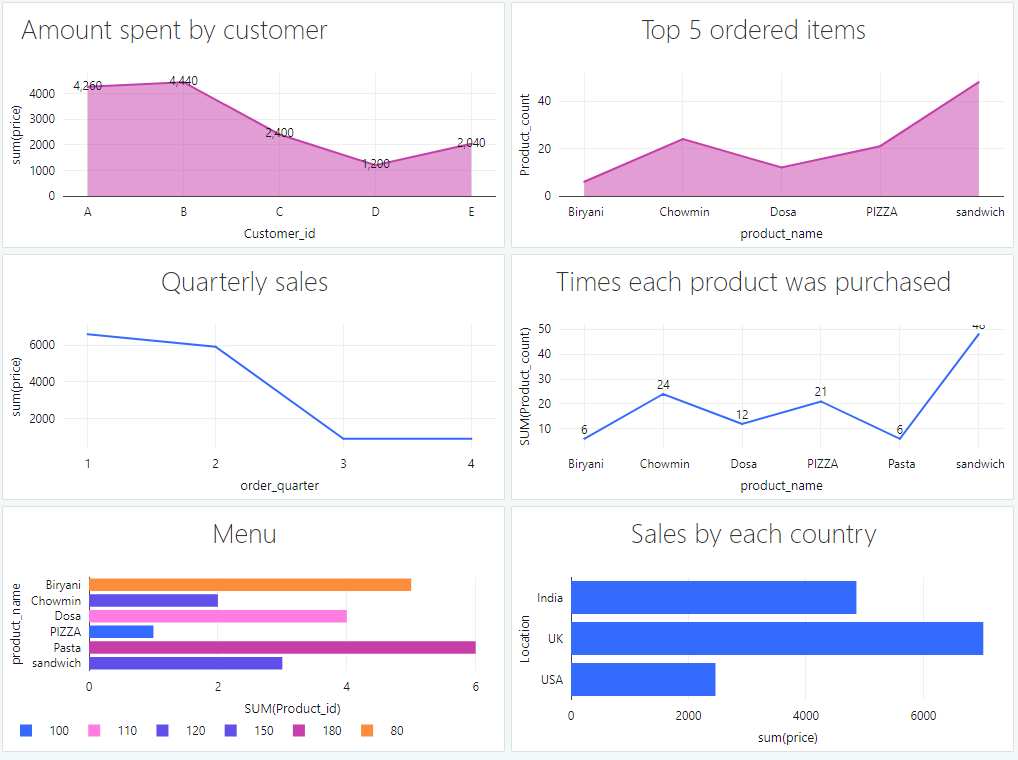 Amount spent by customer
4,260
4,440
2,400
1,200
2,040
4000
3000
2000
1000
0
sum(price)
A B C D E
Customer_id
Top 5 ordered items
40
20
0
Product_count
Biryani Chowmin Dosa PIZZA sandwich
product_name
Quarterly sales
6000
4000
2000
sum(price)
1 2 3 4
order_quarter
Times each product was purchased
50
40
30
20
10
SUM(Product_count)
6 24 12 21 6 48
Biryani Chowmin Dosa PIZZA Pasta sandwich
product_name
Menu
product_name
Biryani
Chowmin
Dosa
PIZZA
Pasta
sandwich
0 2 4 6
SUM(Product_id)
100 110 120 150 180 80
Sales by each country
Location
India
UK
USA
0 2000 4000 6000
sum(price)